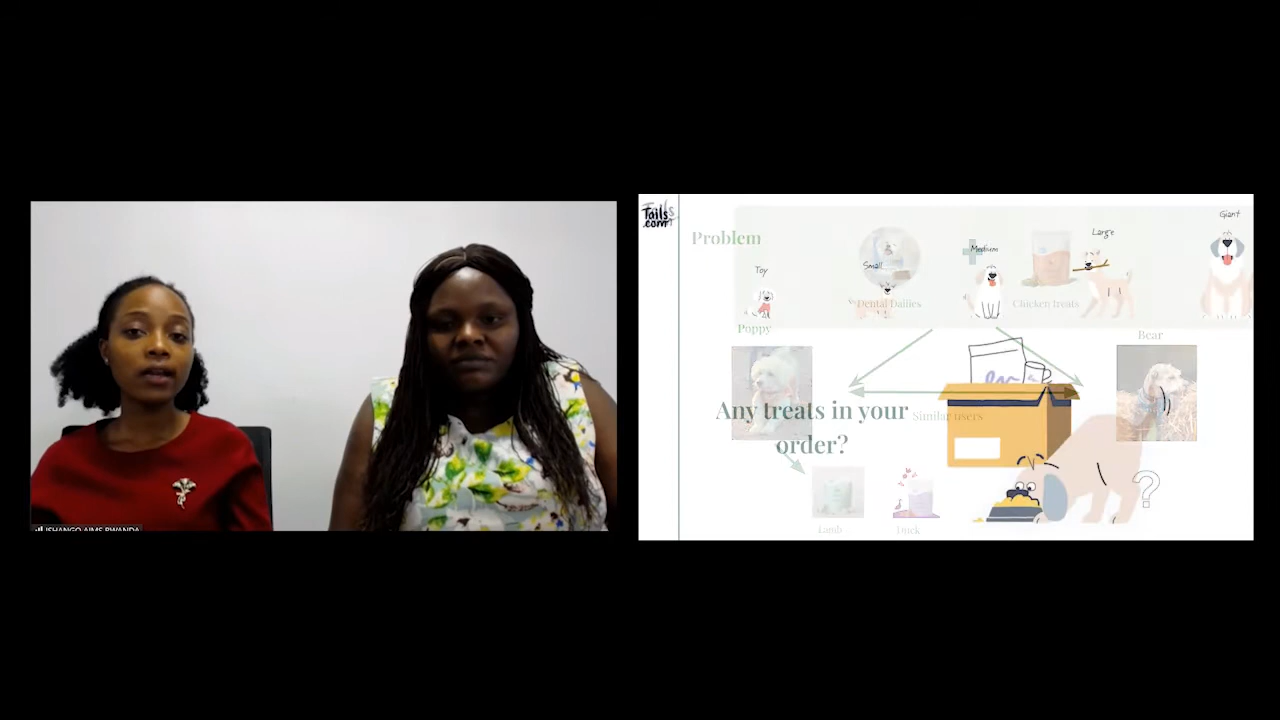 Tails
.com
Problem
Toy
Small
Medium
Large
Giant
Dental Dailies
Chicken treats
Poppy
Bear
Any treats in your
order?
Similar users
?
Lamb
Duck
ISHANGO AIMS RWANDA